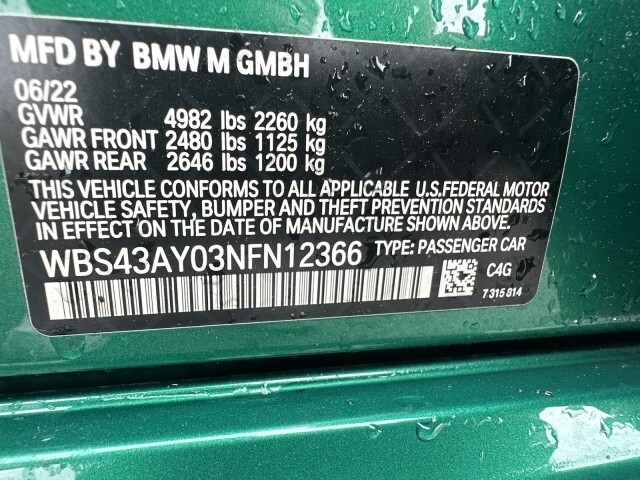 MFD BY BMW M GMBH
06/22
GVWR 4982 lbs 2260 kg
GAWR FRONT 2480 lbs 1125 kg
GAWR REAR 2646 lbs 1200 kg
THIS VEHICLE CONFORMS TO ALL APPLICABLE U.S.FEDERAL MOTOR
VEHICLE SAFETY, BUMPER AND THEFT PREVENTION STANDARDS
IN EFFECT ON THE DATE OF MANUFACTURE SHOWN ABOVE.
WBS43AY03NFN12366 TYPE: PASSENGER CAR
C4G
7315814